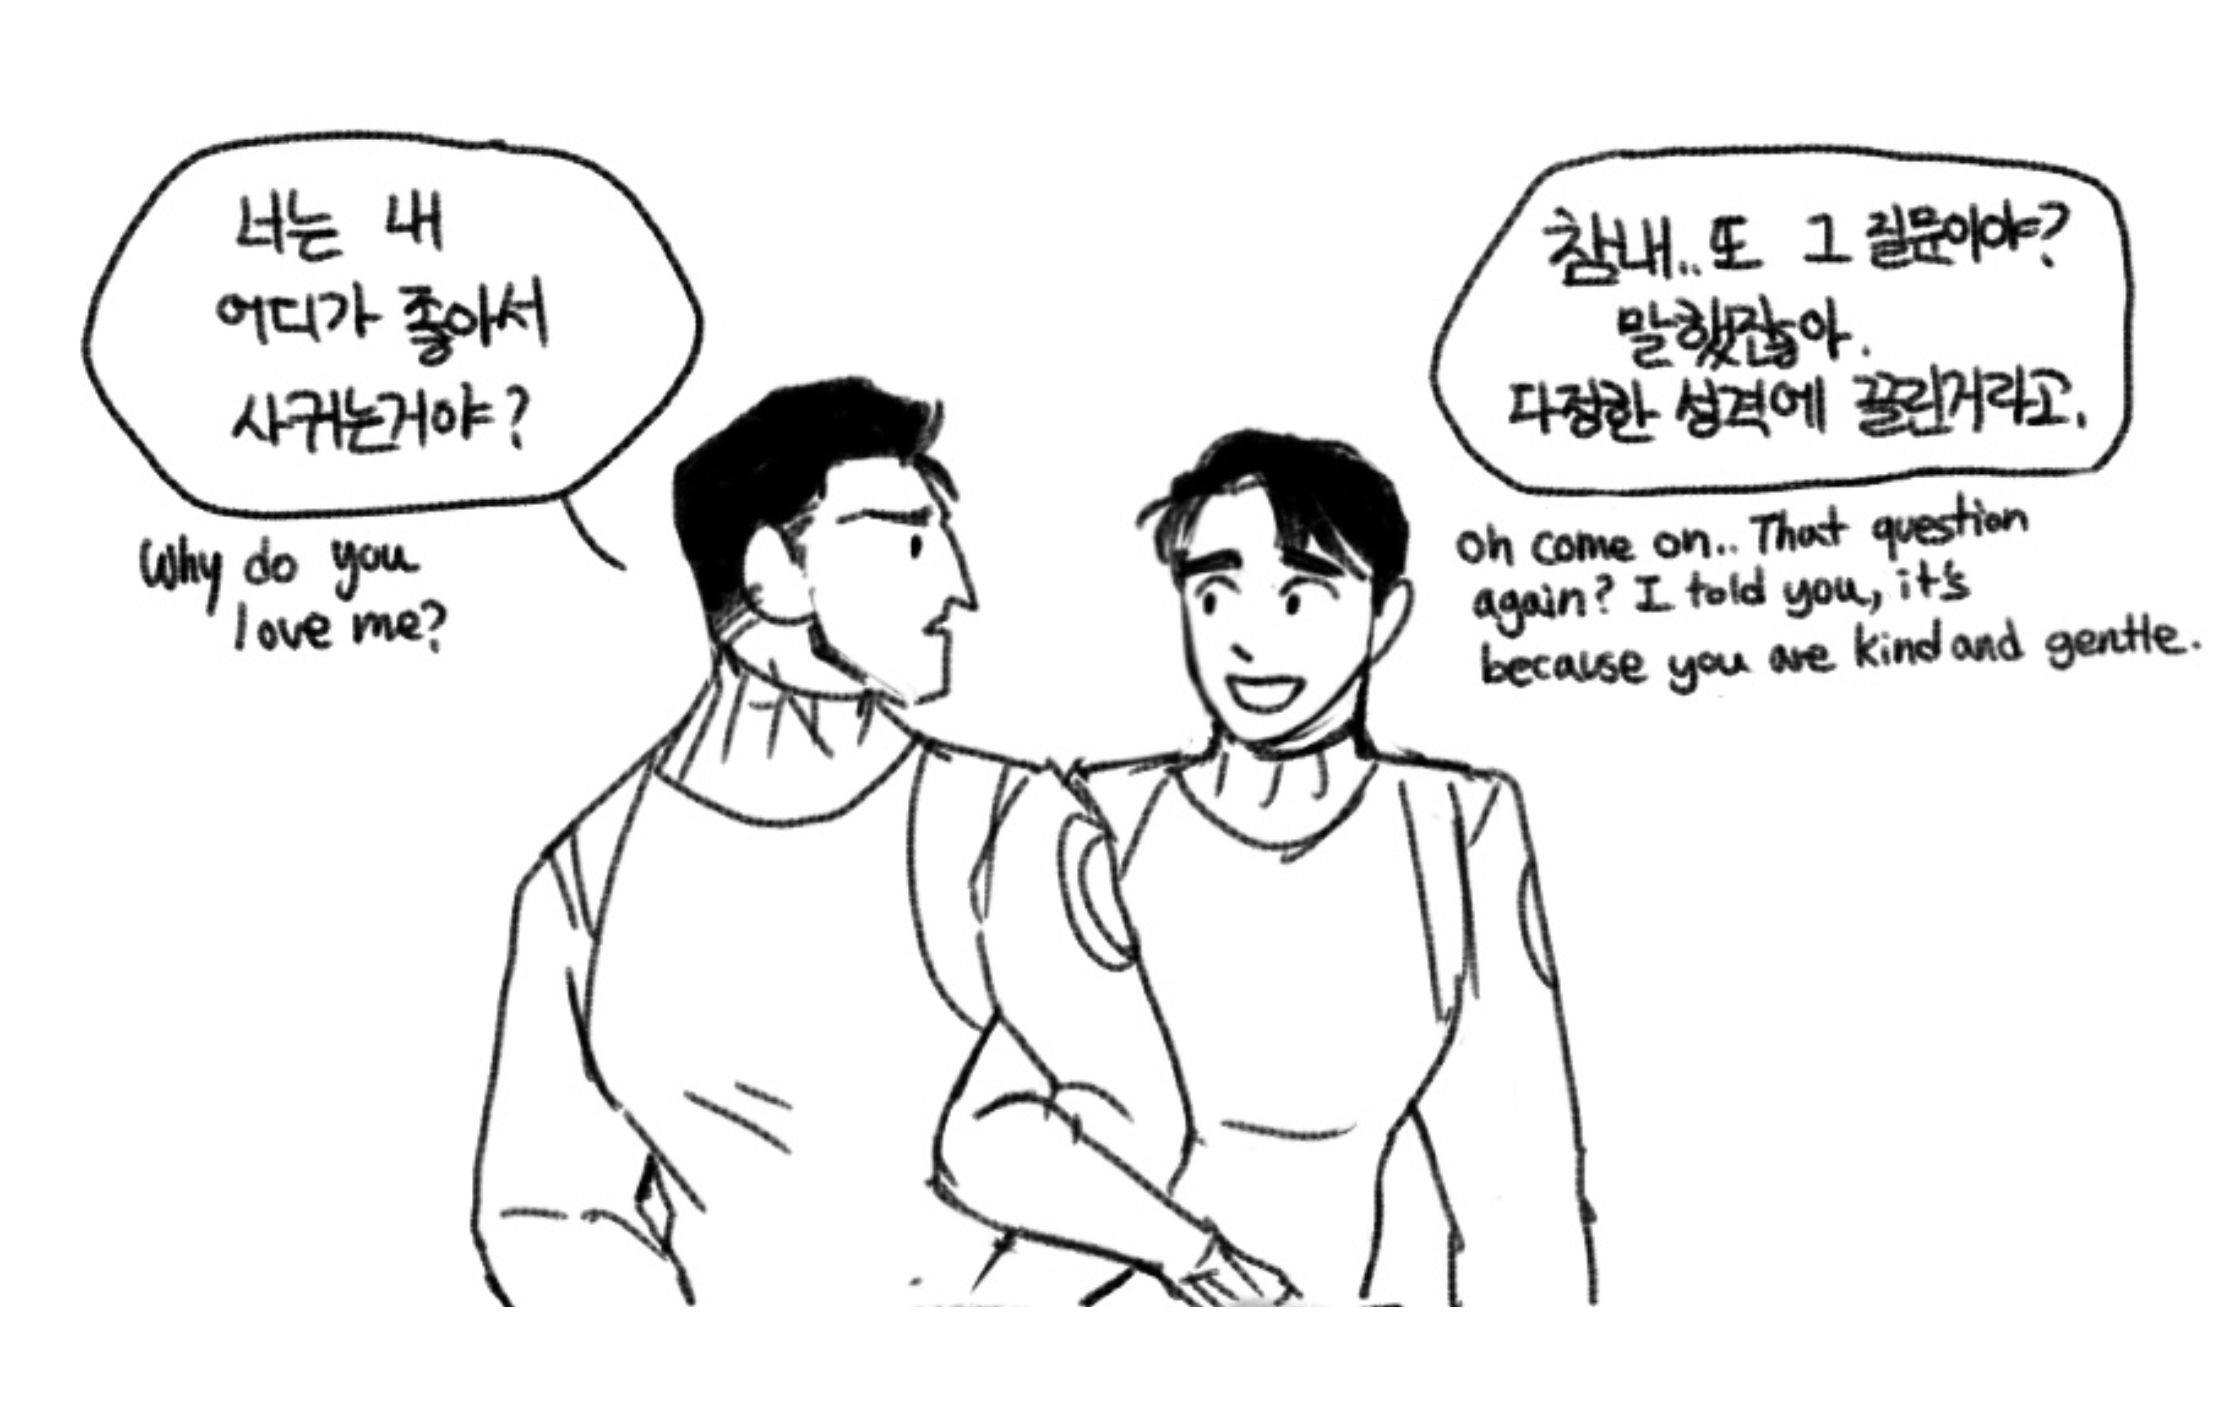 너는 내
어디가 좋아서
사귀는거야?
Why do you
love me?
참내.. 또 그 질문이야?
말했잖아.
다정한 성격에 끌린거라고.
Oh come on.. That question
again? I told you, it's
because you are kind and gentle.